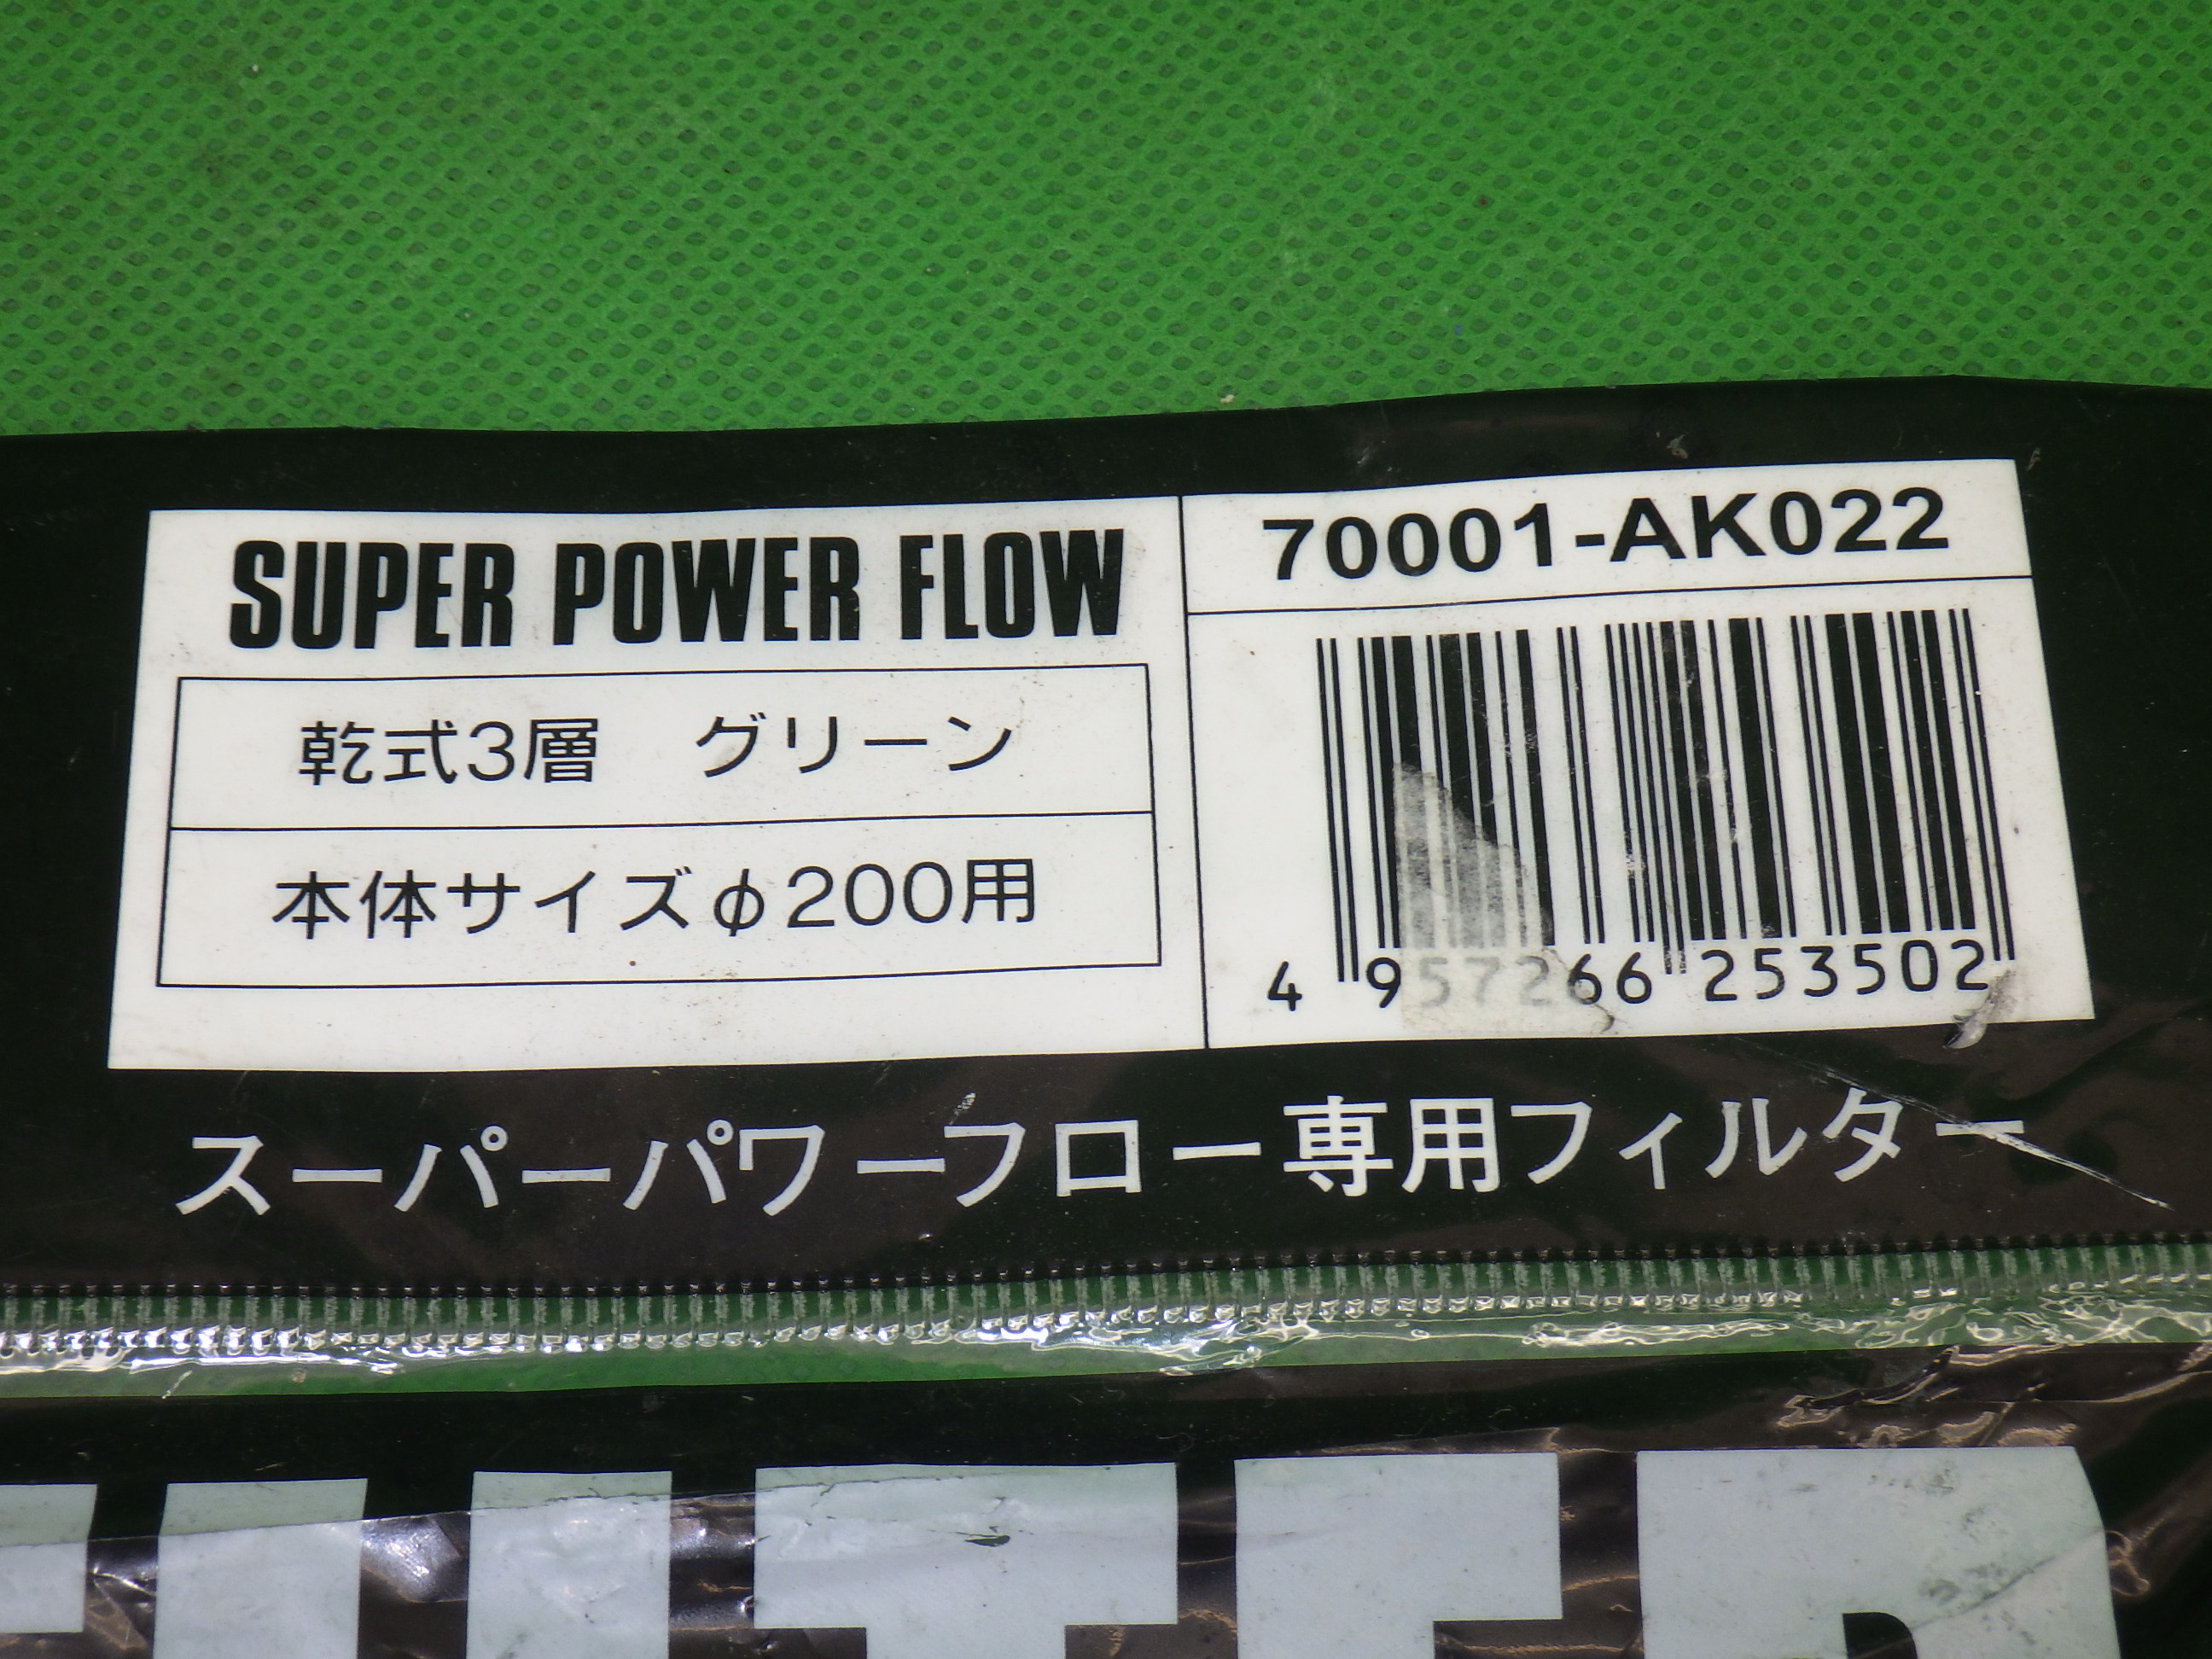 SUPER POWER FLOW
乾式3層　グリーン
本体サイズφ200用
70001-AK022
4 957266 253502
スーパーパワーフロー専用フィルター
FILTER